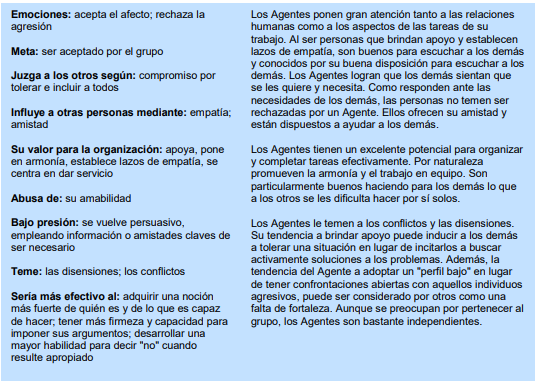 Emociones: acepta el afecto; rechaza la
agresión
Meta: ser aceptado por el grupo
Juzga a los otros según: compromiso por
tolerar e incluir a todos
Influye a otras personas mediante: empatía;
amistad
Su valor para la organización: apoya, pone
en armonía, establece lazos de empatía, se
centra en dar servicio
Abusa de: su amabilidad
Bajo presión: se vuelve persuasivo,
empleando información o amistades claves de
ser necesario
Teme: las disensiones; los conflictos
Sería más efectivo al: adquirir una noción
más fuerte de quién es y de lo que es capaz
de hacer; tener más firmeza y capacidad para
imponer sus argumentos; desarrollar una
mayor habilidad para decir "no" cuando
resulte apropiado
Los Agentes ponen gran atención tanto a las relaciones
humanas como a los aspectos de las tareas de su
trabajo. Al ser personas que brindan apoyo y establecen
lazos de empatía, son buenos para escuchar a los demás
y conocidos por su buena disposición para escuchar a los
demás. Los Agentes logran que los demás sientan que
se les quiere y necesita. Como responden ante las
necesidades de los demás, las personas no temen ser
rechazadas por un Agente. Ellos ofrecen su amistad y
están dispuestos a ayudar a los demás.
Los Agentes tienen un excelente potencial para organizar
y completar tareas efectivamente. Por naturaleza
promueven la armonía y el trabajo en equipo. Son
particularmente buenos haciendo para los demás lo que
a los otros se les dificulta hacer por sí solos.
Los Agentes le temen a los conflictos y las disensiones.
Su tendencia a brindar apoyo puede inducir a los demás
a tolerar una situación en lugar de incitarlos a buscar
activamente soluciones a los problemas. Además, la
tendencia del Agente a adoptar un "perfil bajo" en lugar
de tener confrontaciones abiertas con aquellos individuos
agresivos, puede ser considerado por otros como una
falta de fortaleza. Aunque se preocupan por pertenecer al
grupo, los Agentes son bastante independientes.